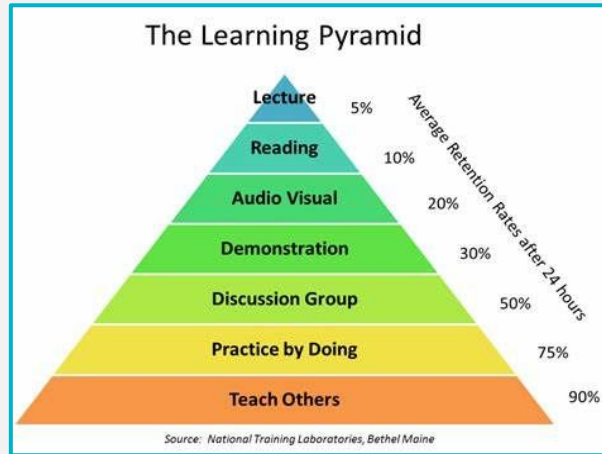 The Learning Pyramid
Lecture 5%
Reading 10%
Audio Visual 20%
Demonstration 30%
Discussion Group 50%
Practice by Doing 75%
Teach Others 90%
Average Retention Rates after 24 hours
Source: National Training Laboratories, Bethel Maine